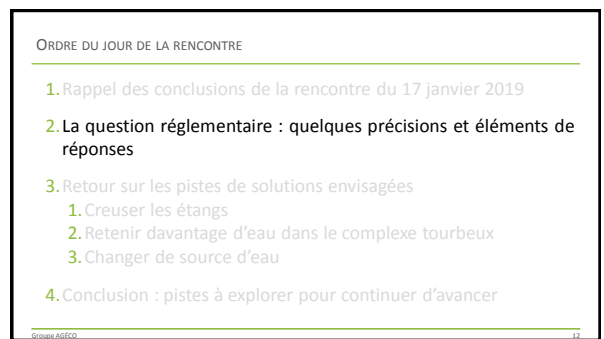 ORDRE DU JOUR DE LA RENCONTRE
1. Rappel des conclusions de la rencontre du 17 janvier 2019
2. La question réglementaire : quelques précisions et éléments de
réponses
3. Retour sur les pistes de solutions envisagées
1. Creuser les étangs
2. Retenir davantage d'eau dans le complexe tourbeux
3. Changer de source d'eau
4. Conclusion : pistes à explorer pour continuer d'avancer
Groupe AGÉCO 12